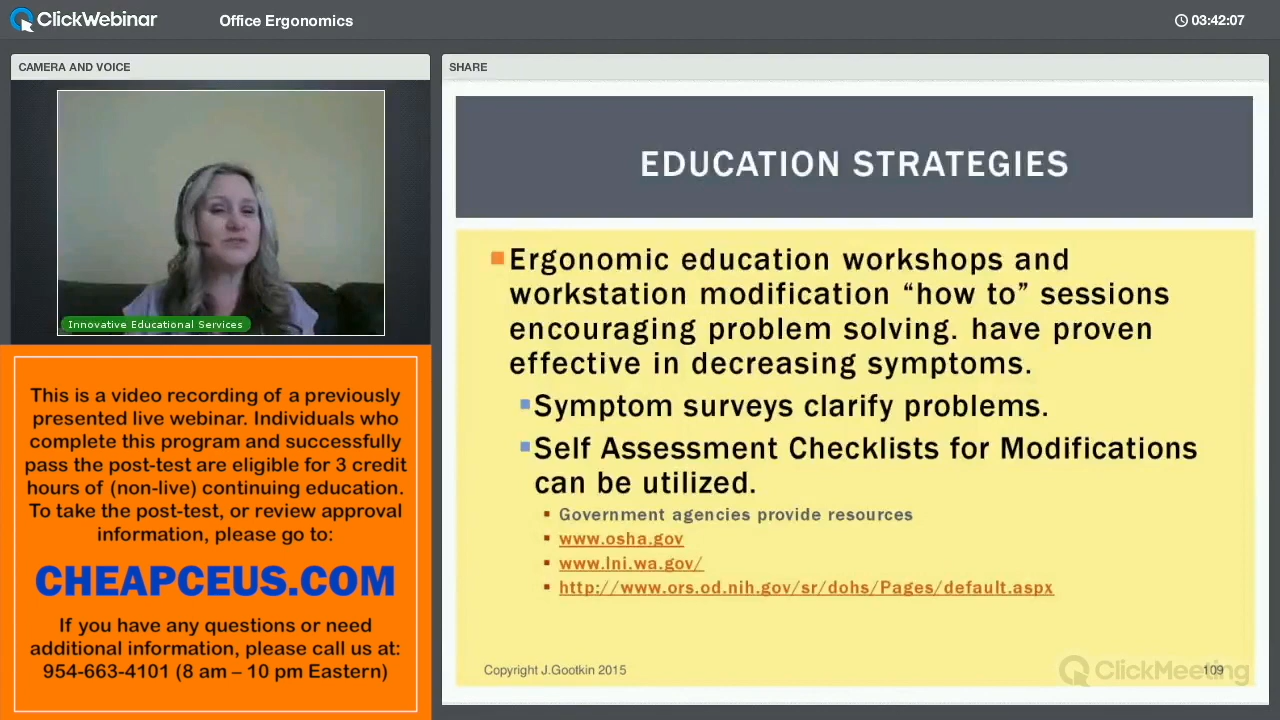 ClickWebinar
Office Ergonomics
03:42:07
CAMERA AND VOICE
Innovative Educational Services
This is a video recording of a previously
presented live webinar. Individuals who
complete this program and successfully
pass the post-test are eligible for 3 credit
hours of (non-live) continuing education.
To take the post-test, or review approval
information, please go to:
CHEAPCEUS.COM
If you have any questions or need
additional information, please call us at:
954-663-4101 (8 am – 10 pm Eastern)
SHARE
EDUCATION STRATEGIES
Ergonomic education workshops and
workstation modification “how to” sessions
encouraging problem solving. have proven
effective in decreasing symptoms.
Symptom surveys clarify problems.
Self Assessment Checklists for Modifications
can be utilized.
Government agencies provide resources
www.osha.gov
www.lni.wa.gov/
http://www.ors.od.nih.gov/sr/dohs/Pages/default.aspx
Copyright J.Gootkin 2015
109
ClickMeeting